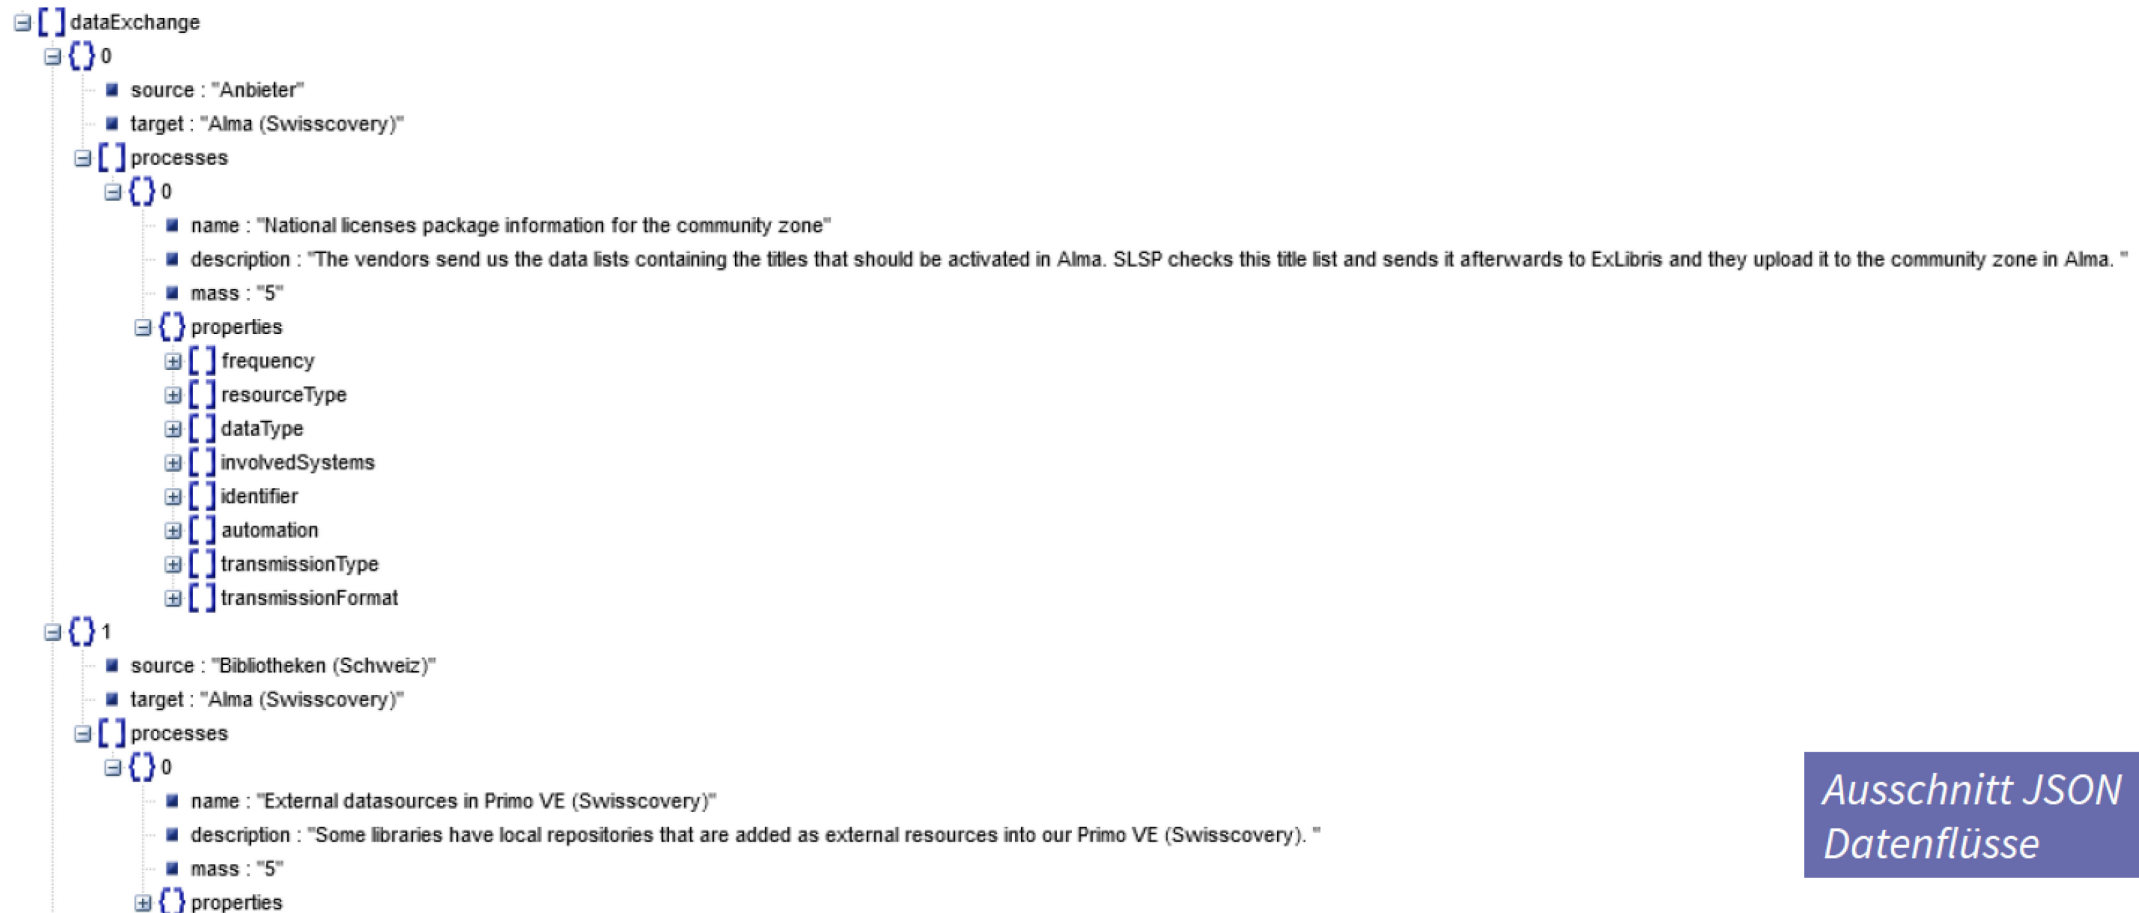 [ ] dataExchange
{} 0
source : "Anbieter"
target : "Alma (Swisscovery)"
[ ] processes
{} 0
name : "National licenses package information for the community zone"
description : "The vendors send us the data lists containing the titles that should be activated in Alma. SLSP checks this title list and sends it afterwards to ExLibris and they upload it to the community zone in Alma. "
mass : "5"
{} properties
[ ] frequency
[ ] resourceType
[ ] dataType
[ ] involvedSystems
[ ] identifier
[ ] automation
[ ] transmissionType
[ ] transmissionFormat
{} 1
source : "Bibliotheken (Schweiz)"
target : "Alma (Swisscovery)"
[ ] processes
{} 0
name : "External datasources in Primo VE (Swisscovery)"
description : "Some libraries have local repositories that are added as external resources into our Primo VE (Swisscovery). "
mass : "5"
{} properties
Ausschnitt JSON
Datenflüsse